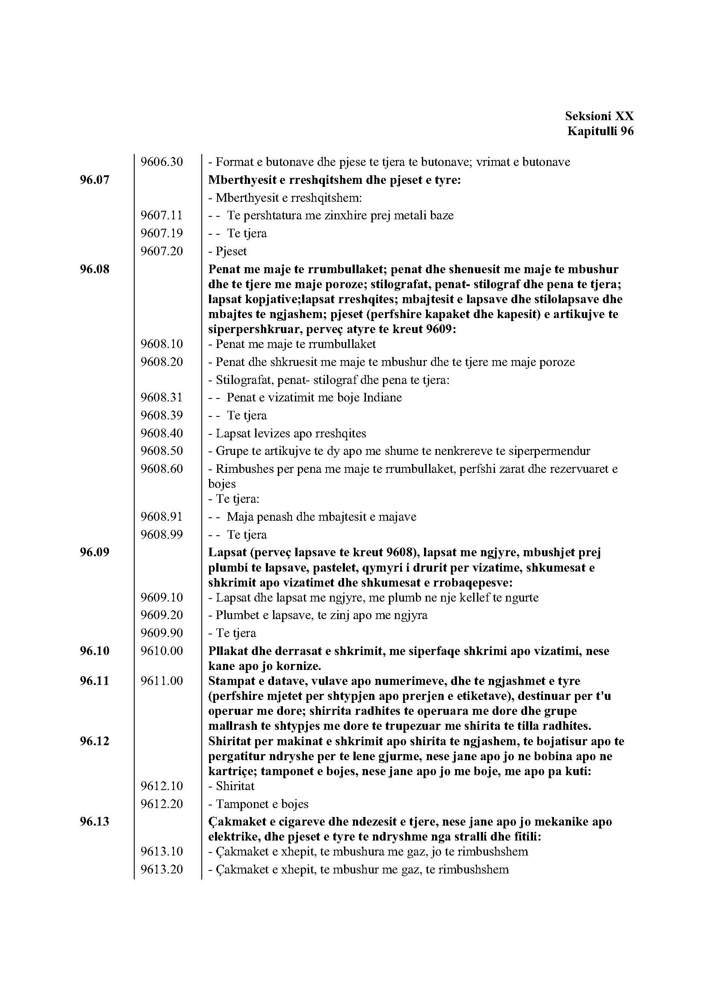 Seksioni XX
Kapitulli 96
9606.30 - Format e butonave dhe pjese te tjera te butonave; vrimat e butonave
96.07 Mberthyesit e rreshqitshem dhe pjeset e tyre:
- Mberthyesit e rreshqitshem:
9607.11 - - Te pershtatura me zinxhire prej metali baze
9607.19 - - Te tjera
9607.20 - Pjeset
96.08 Penat me maje te rrumbullaket; penat dhe shenuesit me maje te mbushur
dhe te tjere me maje poroze; stilografat, penat- stilograf dhe pena te tjera;
lapsat kopjative;lapsat rreshqites; mbajtesit e lapsave dhe stilolapsave dhe
mbajtes te ngjashem; pjeset (perfshire kapaket dhe kapesit) e artikujve te
siperpershkruar, perveç atyre te kreut 9609:
9608.10 - Penat me maje te rrumbullaket
9608.20 - Penat dhe shkruesit me maje te mbushur dhe te tjere me maje poroze
- Stilografat, penat- stilograf dhe pena te tjera:
9608.31 - - Penat e vizatimit me boje Indiane
9608.39 - - Te tjera
9608.40 - Lapsat levizes apo rreshqites
9608.50 - Grupe te artikujve te dy apo me shume te nenkrereve te siperpermendur
9608.60 - Rimbushes per pena me maje te rrumbullaket, perfshi zarat dhe rezervuaret e
bojes
- Te tjera:
9608.91 - - Maja penash dhe mbajtesit e majave
9608.99 - - Te tjera
96.09 Lapsat (perveç lapsave te kreut 9608), lapsat me ngjyre, mbushjet prej
plumbi te lapsave, pastelet, qymyri i drurit per vizatime, shkumesat e
shkrimit apo vizatimet dhe shkumesat e rrobaqepesve:
9609.10 - Lapsat dhe lapsat me ngjyre, me plumb ne nje kellef te ngurte
9609.20 - Plumbet e lapsave, te zinj apo me ngjyra
9609.90 - Te tjera
96.10 9610.00 Pllakat dhe derrasat e shkrimit, me siperfaqe shkrimi apo vizatimi, nese
kane apo jo kornize.
96.11 9611.00 Stampat e datave, vulave apo numerimeve, dhe te ngjashmet e tyre
(perfshire mjetet per shtypjen apo prerjen e etiketave), destinuar per t'u
operuar me dore; shirrita radhites te operuara me dore dhe grupe
mallrash te shtypjes me dore te trupezuar me shirita te tilla radhites.
96.12 Shiritat per makinat e shkrimit apo shirita te ngjashem, te bojatisur apo te
pergatitur ndryshe per te lene gjurme, nese jane apo jo ne bobina apo ne
kartriçe; tamponet e bojes, nese jane apo jo me boje, me apo pa kuti:
9612.10 - Shiritat
9612.20 - Tamponet e bojes
96.13 Çakmaket e cigareve dhe ndezesit e tjere, nese jane apo jo mekanike apo
elektrike, dhe pjeset e tyre te ndryshme nga stralli dhe fitili:
9613.10 - Çakmaket e xhepit, te mbushura me gaz, jo te rimbushshem
9613.20 - Çakmaket e xhepit, te mbushur me gaz, te rimbushshem